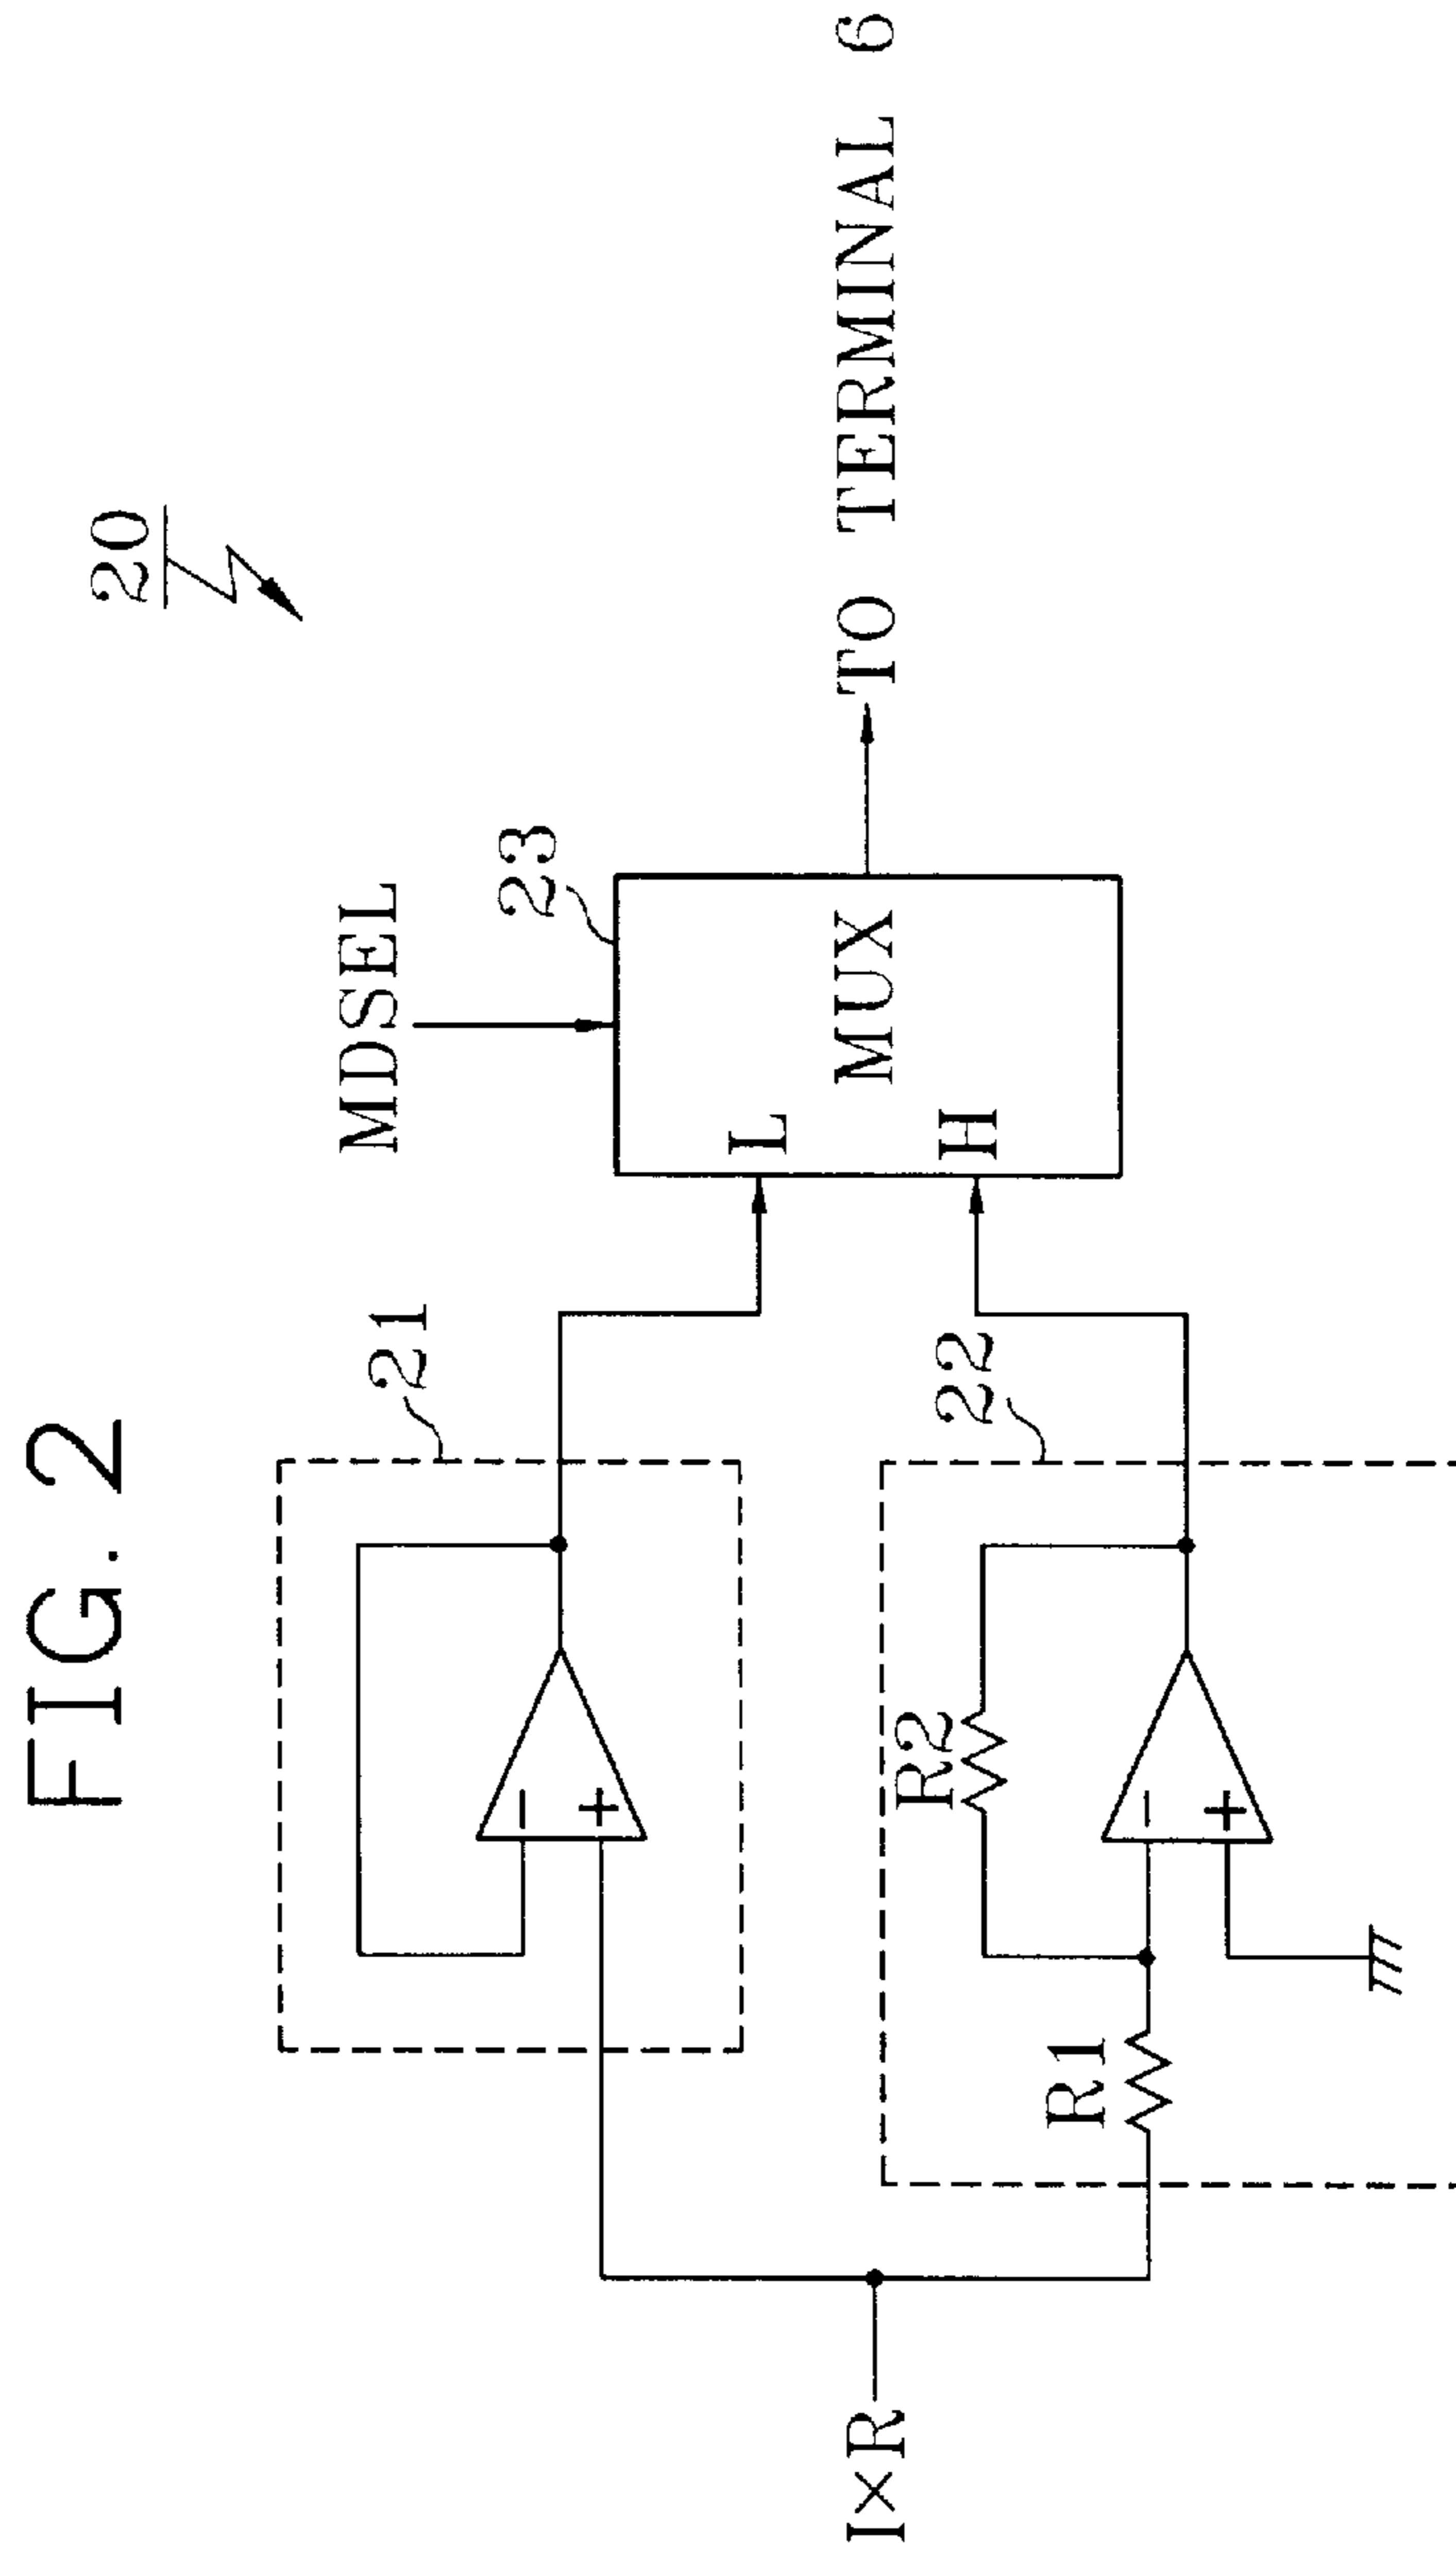 FIG. 2
20
MDSEL
23
21
L
H
MUX
TO TERMINAL 6
22
R2
R1
I×R
−
+
−
+